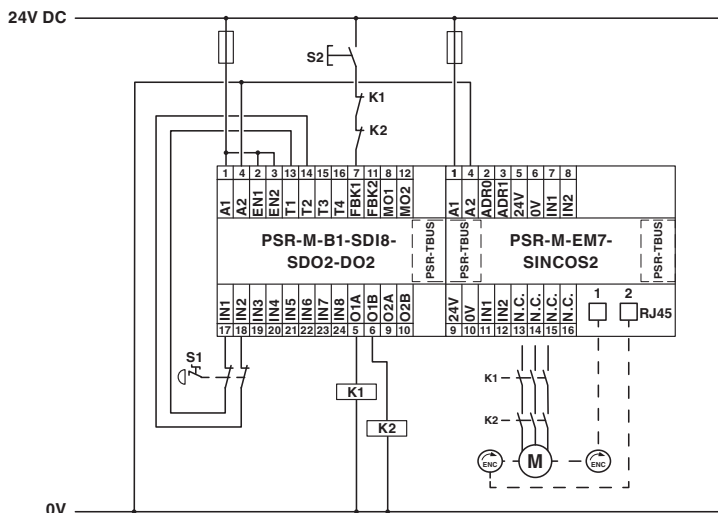 24V DC
S2
K1
K2
1 4 2 3 13 14 15 16 7 11 8 12
A1 A2 EN1 EN2 T1 T2 T3 T4 FBK1 FBK2 MO1 MO2
1 4 2 3 5 6 7 8
A1 A2 ADR0 ADR1 24V 0V IN1 IN2
PSR-M-B1-SDI8-
SDO2-DO2
PSR-TBUS
PSR-TBUS
PSR-M-EM7-
SINCOS2
PSR-TBUS
1 2
RJ45
IN1 IN2 IN3 IN4 IN5 IN6 IN7 IN8 O1A O1B O2A O2B
17 18 19 20 21 22 23 24 5 6 9 10
24V 0V IN1 IN2 N.C. N.C. N.C. N.C.
9 10 11 12 13 14 15 16
S1
K1
K2
K1
K2
ENC
M
ENC
0V